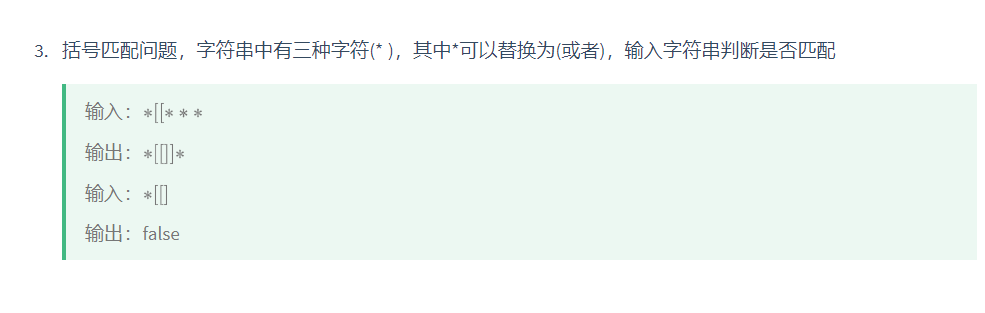 3. 括号匹配问题，字符串中有三种字符(* )，其中*可以替换为(或者)，输入字符串判断是否匹配
输入：*[[* * *
输出：*[[]]*
输入：*[[]
输出：false